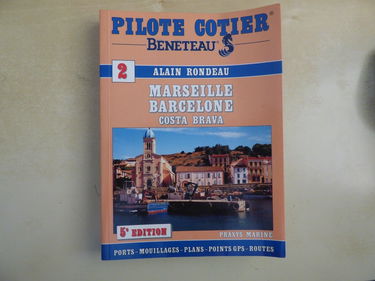 PILOTE COTIER®
BENETEAU
2
ALAIN RONDEAU
MARSEILLE
BARCELONE
COSTA BRAVA
5e EDITION
PRAXYS MARINE
PORTS - MOUILLAGES - PLANS - POINTS GPS - ROUTES